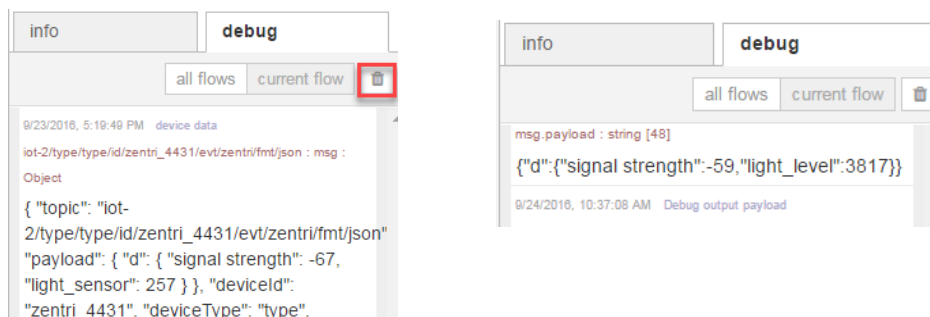 info
debug
all flows
current flow
9/23/2016, 5:19:49 PM device data
iot-2/type/type/id/zentri_4431/evt/zentri/fmt/json : msg :
Object
{ "topic": "iot-
2/type/type/id/zentri_4431/evt/zentri/fmt/json"
"payload": { "d": { "signal strength": -67,
"light_sensor": 257 } }, "deviceId":
"zentri_4431", "deviceType": "type",
info
debug
all flows
current flow
msg.payload : string [48]
{"d":{"signal strength":-59,"light_level":3817}}
9/24/2016, 10:37:08 AM Debug output payload